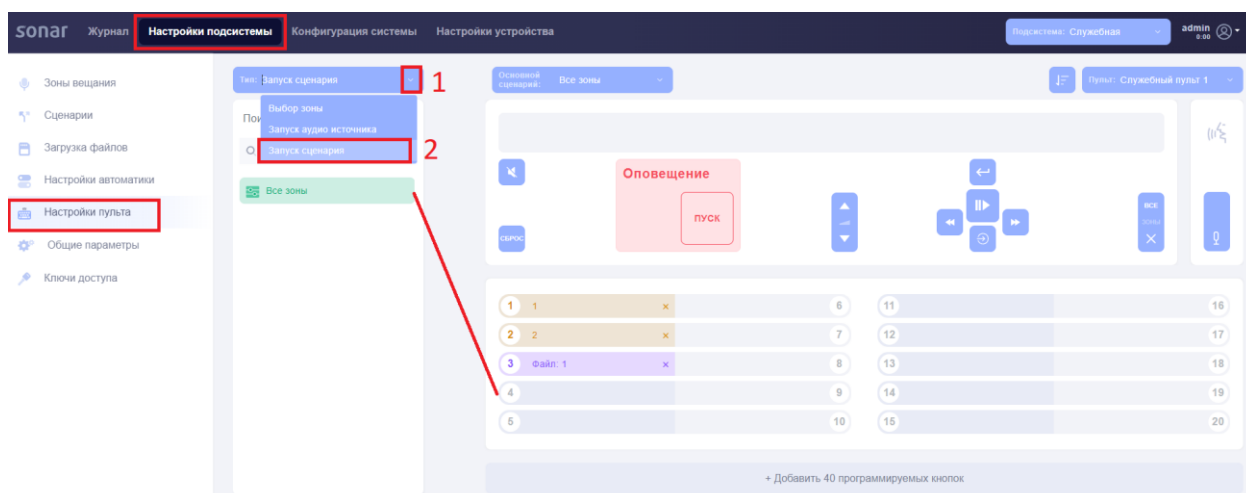 sonar Журнал Настройки подсистемы Конфигурация системы Настройки устройства Подсистема: Служебная admin 0:00
Зоны вещания
Сценарии
Загрузка файлов
Настройки автоматики
Настройки пульта
Общие параметры
Ключи доступа
Тип: Запуск сценария 1
Выбор зоны
Запуск аудио источника
Запуск сценария 2
Все зоны
Основной сценарий: Все зоны
Пульт: Служебный пульт 1
Оповещение
ПУСК
СБРОС
ВСЕ
ЗОНЫ
1 1 × 6 11 16
2 2 × 7 12 17
3 Файл: 1 × 8 13 18
4 9 14 19
5 10 15 20
+ Добавить 40 программируемых кнопок